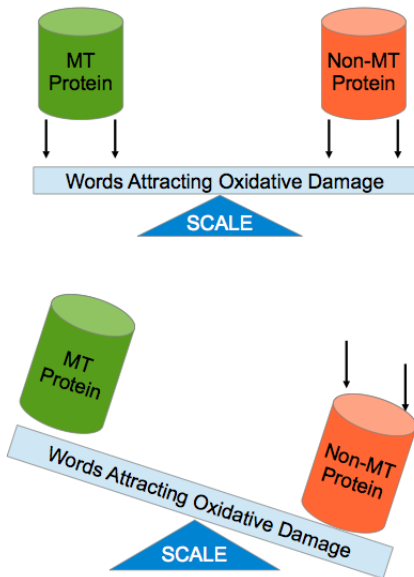 MT
Protein
Non-MT
Protein
Words Attracting Oxidative Damage
SCALE
MT
Protein
Non-MT
Protein
Words Attracting Oxidative Damage
SCALE